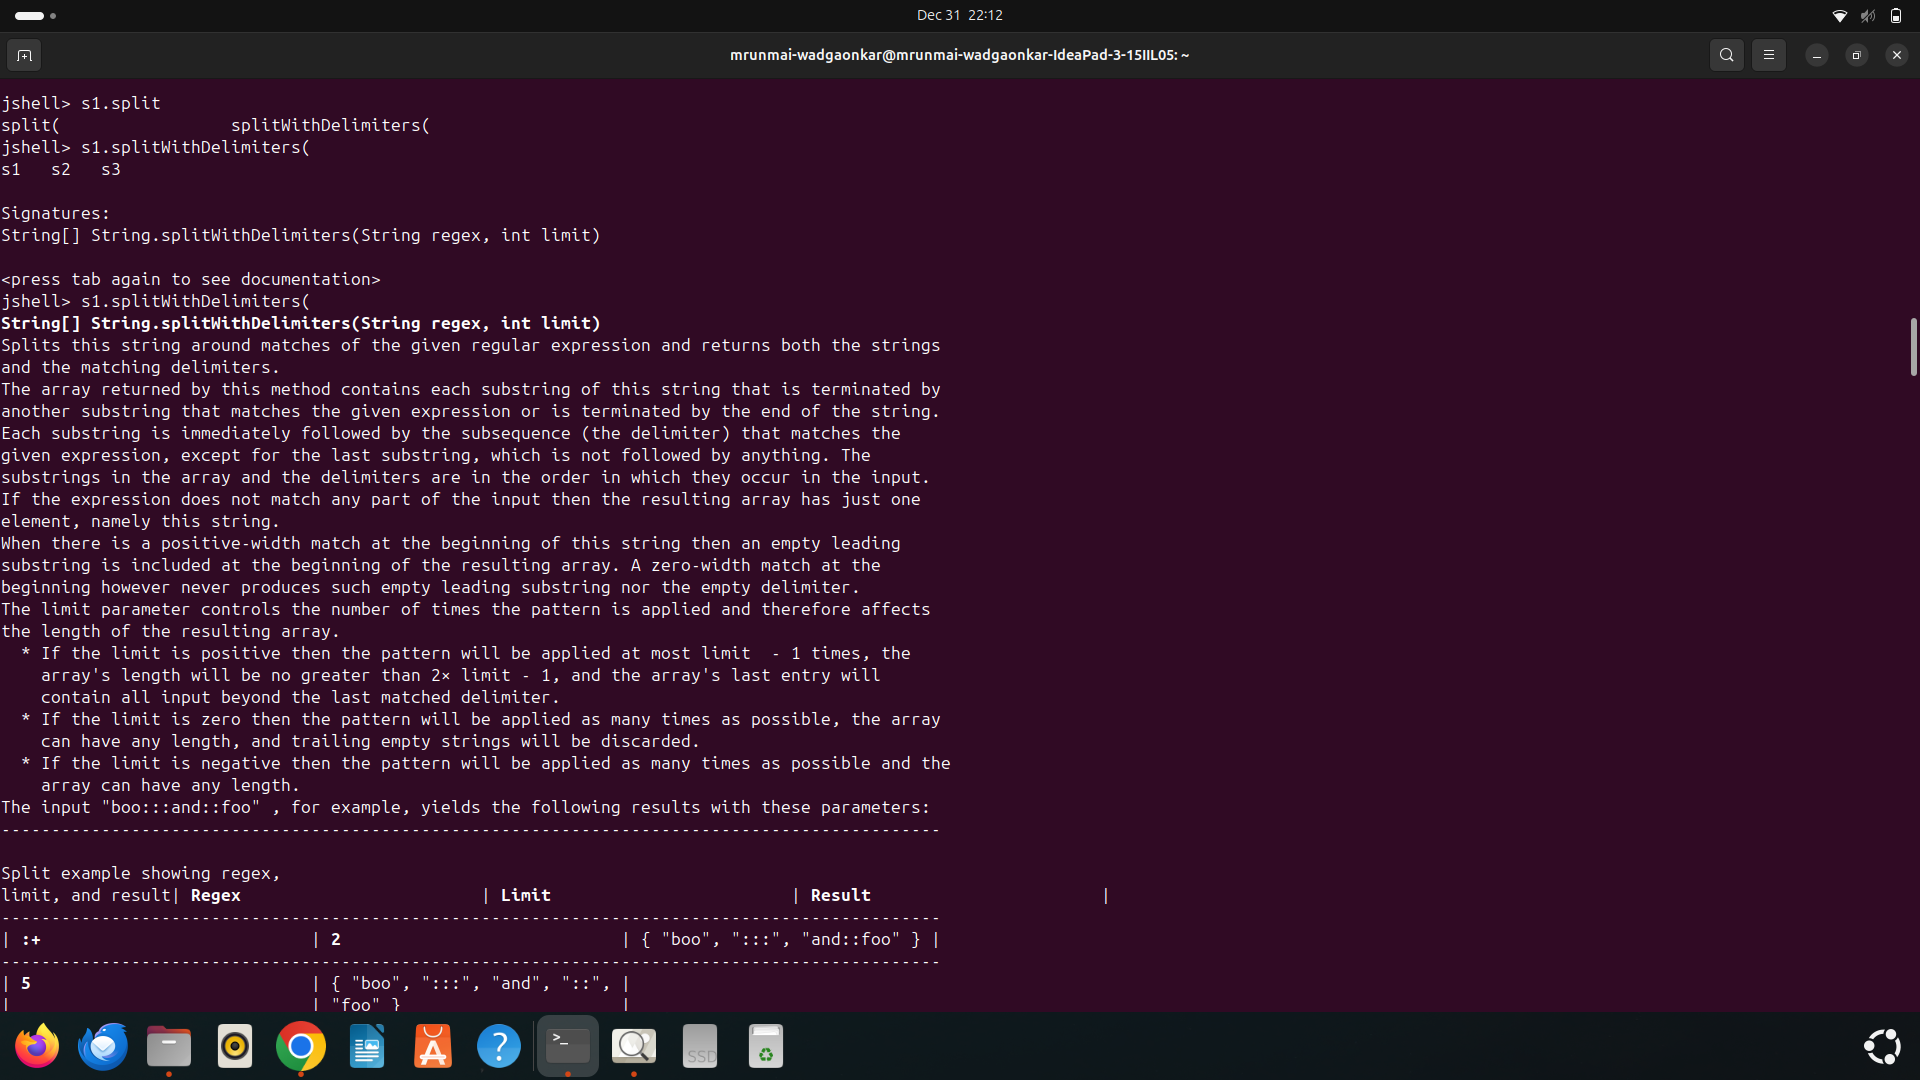 Dec 31 22:12
mrunmai-wadgaonkar@mrunmai-wadgaonkar-IdeaPad-3-15IIL05: ~
jshell> s1.split
split(                 splitWithDelimiters(
jshell> s1.splitWithDelimiters(
s1   s2   s3
Signatures:
String[] String.splitWithDelimiters(String regex, int limit)
<press tab again to see documentation>
jshell> s1.splitWithDelimiters(
String[] String.splitWithDelimiters(String regex, int limit)
Splits this string around matches of the given regular expression and returns both the strings
and the matching delimiters.
The array returned by this method contains each substring of this string that is terminated by
another substring that matches the given expression or is terminated by the end of the string.
Each substring is immediately followed by the subsequence (the delimiter) that matches the
given expression, except for the last substring, which is not followed by anything. The
substrings in the array and the delimiters are in the order in which they occur in the input.
If the expression does not match any part of the input then the resulting array has just one
element, namely this string.
When there is a positive-width match at the beginning of this string then an empty leading
substring is included at the beginning of the resulting array. A zero-width match at the
beginning however never produces such empty leading substring nor the empty delimiter.
The limit parameter controls the number of times the pattern is applied and therefore affects
the length of the resulting array.
  * If the limit is positive then the pattern will be applied at most limit  - 1 times, the
    array's length will be no greater than 2× limit - 1, and the array's last entry will
    contain all input beyond the last matched delimiter.
  * If the limit is zero then the pattern will be applied as many times as possible, the array
    can have any length, and trailing empty strings will be discarded.
  * If the limit is negative then the pattern will be applied as many times as possible and the
    array can have any length.
The input "boo:::and::foo" , for example, yields the following results with these parameters:
----------------------------------------------------------------------------------------------
Split example showing regex,
limit, and result| Regex                        | Limit                        | Result                       |
----------------------------------------------------------------------------------------------
| :+                           | 2                            | { "boo", ":::", "and::foo" } |
----------------------------------------------------------------------------------------------
| 5                            | { "boo", ":::", "and", "::", |
|                              | "foo" }                      |
SSD